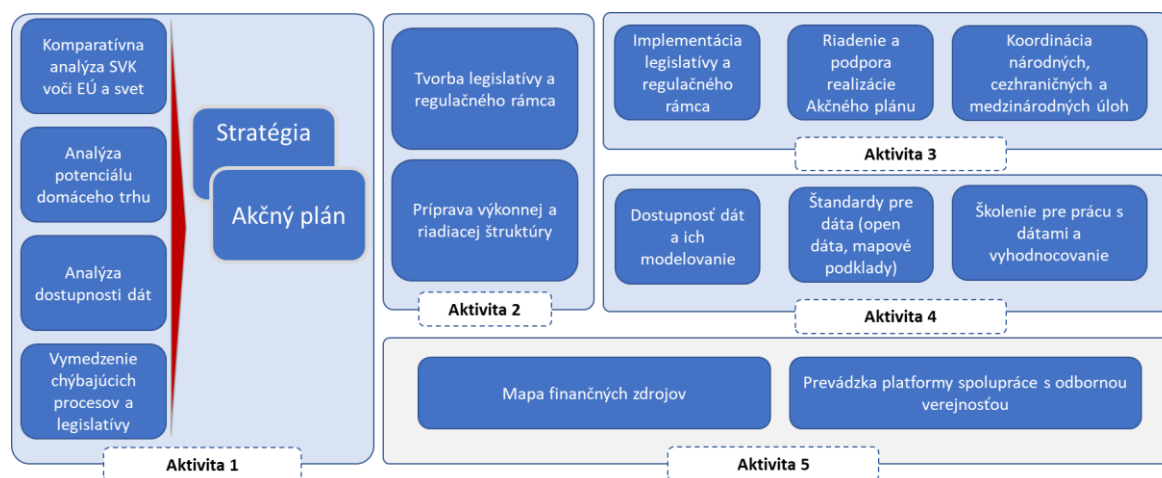 Komparatívna
analýza SVK
voči EÚ a svet
Analýza
potenciálu
domáceho trhu
Analýza
dostupnosti dát
Vymedzenie
chýbajúcich
procesov a
legislatívy
Stratégia
Akčný plán
Aktivita 1
Tvorba legislatívy a
regulačného rámca
Príprava výkonnej a
riadiacej štruktúry
Aktivita 2
Implementácia
legislatívy a
regulačného
rámca
Riadenie a
podpora
realizácie
Akčného plánu
Koordinácia
národných,
cezhraničných a
medzinárodných úloh
Aktivita 3
Dostupnosť dát
a ich
modelovanie
Štandardy pre
dáta (open
dáta, mapové
podklady)
Školenie pre prácu s
dátami a
vyhodnocovanie
Aktivita 4
Mapa finančných zdrojov
Prevádzka platformy spolupráce s odbornou
verejnosťou
Aktivita 5